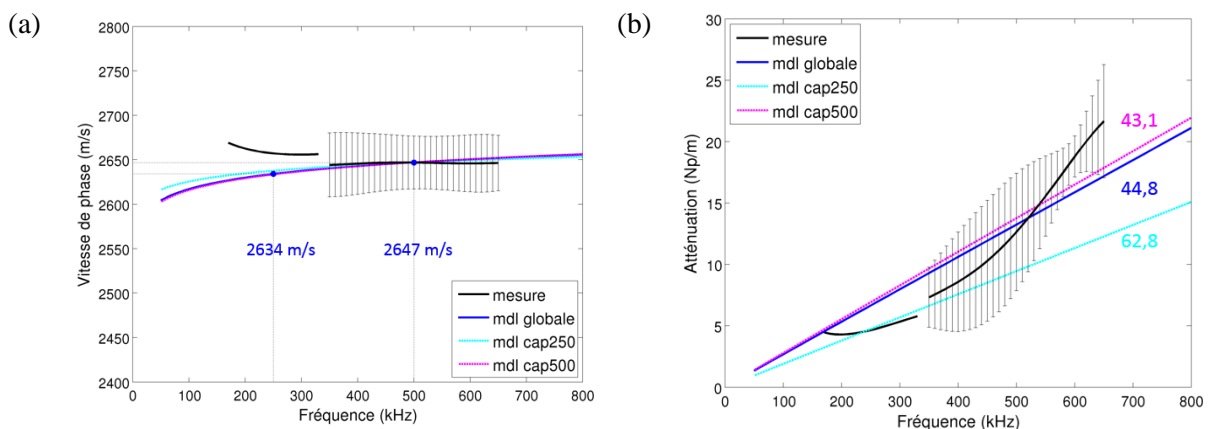 (a)
2800
2750
2700
2650
2600
2550
2500
2450
2400
Vitesse de phase (m/s)
2634 m/s
2647 m/s
mesure
mdl globale
mdl cap250
mdl cap500
0 100 200 300 400 500 600 700 800
Fréquence (kHz)
(b)
30
25
20
15
10
5
0
Atténuation (Np/m)
mesure
mdl globale
mdl cap250
mdl cap500
43,1
44,8
62,8
0 100 200 300 400 500 600 700 800
Fréquence (kHz)